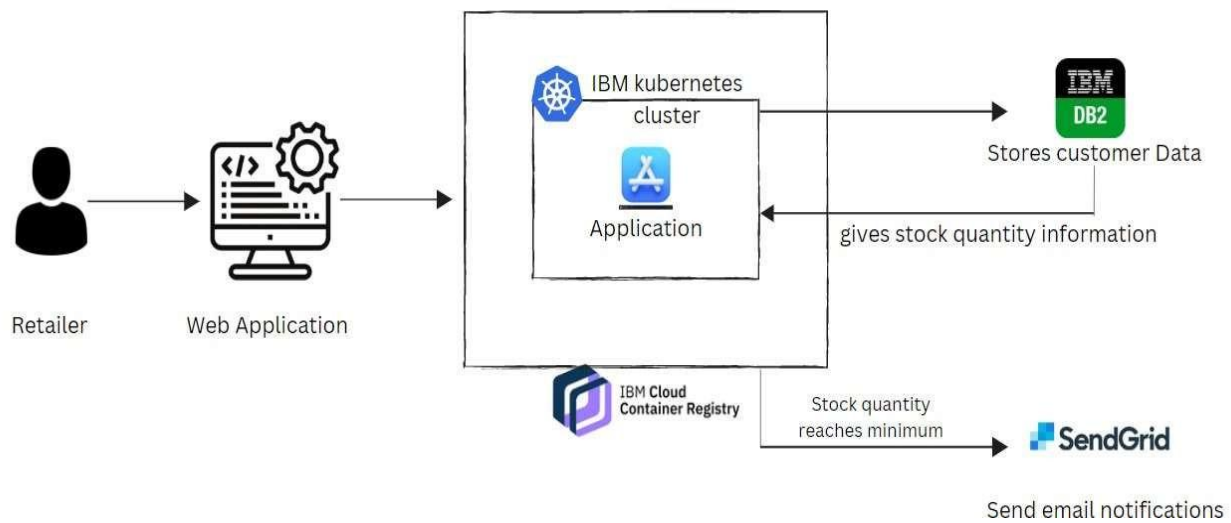 IBM kubernetes
cluster
Application
IBM
DB2
Stores customer Data
gives stock quantity information
</>
Retailer
Web Application
IBM Cloud
Container Registry
Stock quantity
reaches minimum
SendGrid
Send email notifications